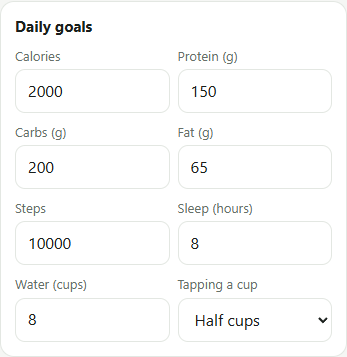 Daily goals
Calories Protein (g)
2000 150
Carbs (g) Fat (g)
200 65
Steps Sleep (hours)
10000 8
Water (cups) Tapping a cup
8 Half cups